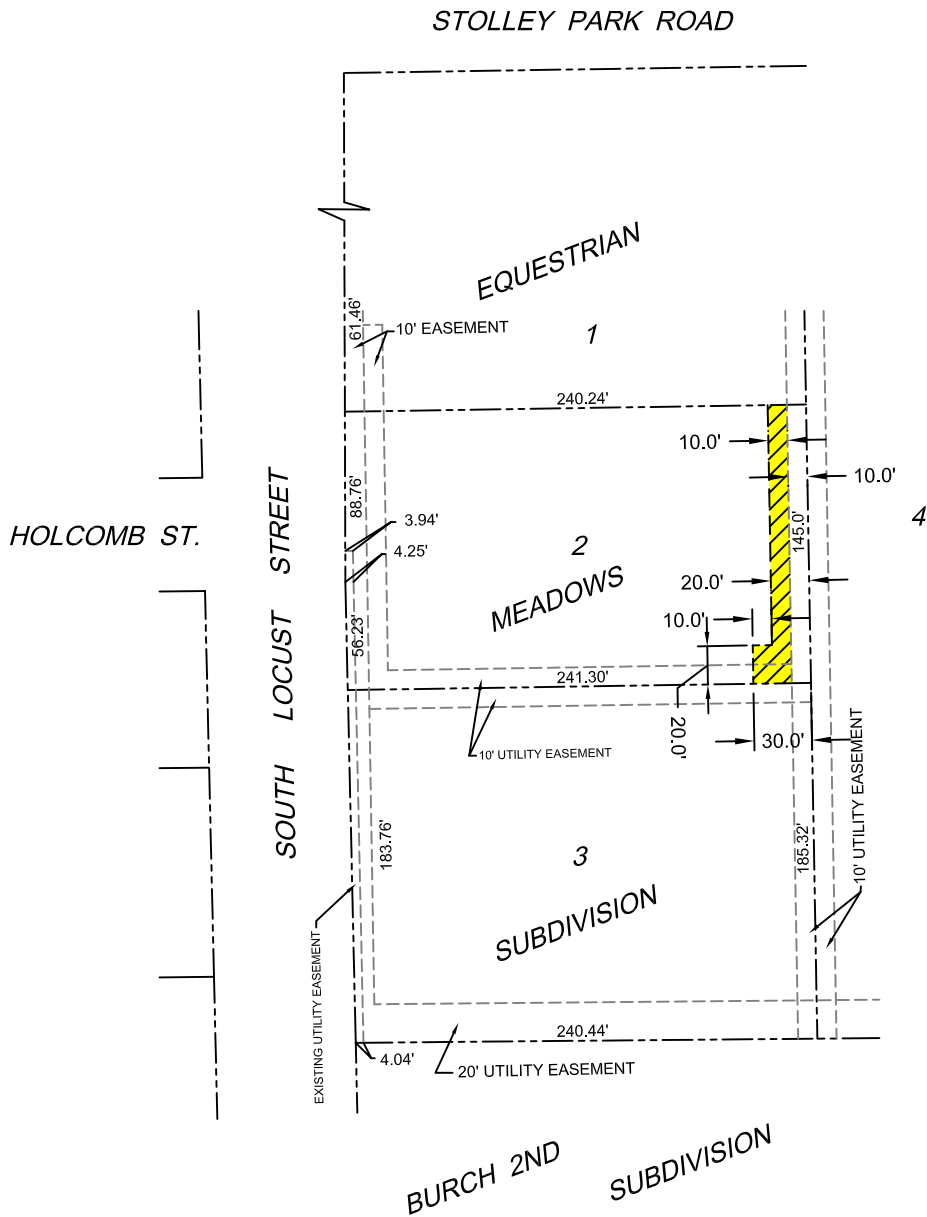 STOLLEY PARK ROAD
EQUESTRIAN
61.46'
10' EASEMENT
1
240.24'
10.0'
10.0'
88.76'
3.94'
HOLCOMB ST.
SOUTH LOCUST STREET
2
145.0'
4
4.25'
MEADOWS
20.0'
10.0'
56.23'
241.30'
20.0'
30.0'
10' UTILITY EASEMENT
10' UTILITY EASEMENT
183.76'
3
185.32'
SUBDIVISION
EXISTING UTILITY EASEMENT
240.44'
4.04'
20' UTILITY EASEMENT
BURCH 2ND SUBDIVISION